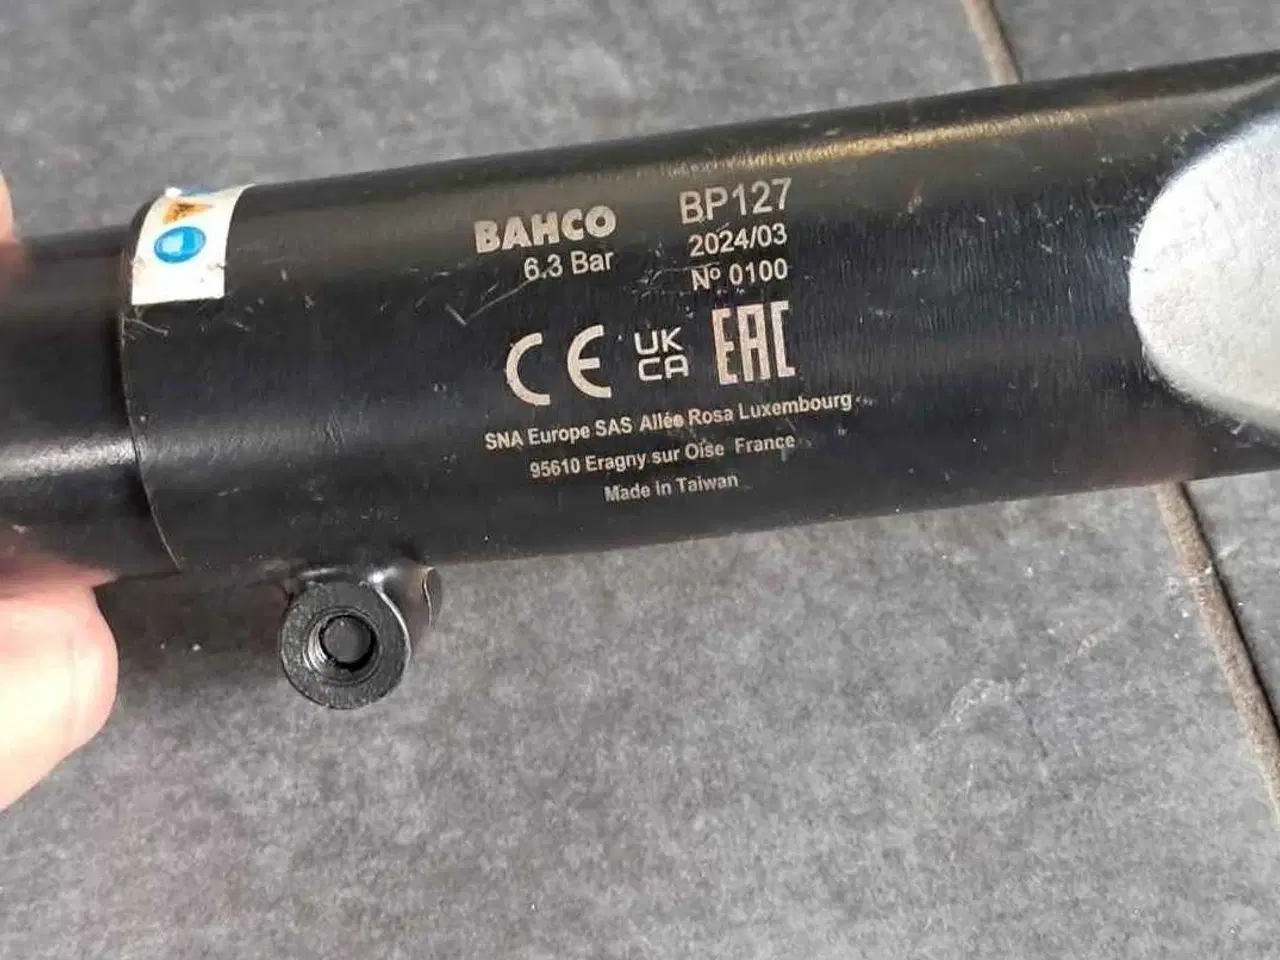 BAHCO
6.3 Bar
BP127
2024/03
Nº 0100
CE
UK
CA
EAC
SNA Europe SAS Allée Rosa Luxembourg
95610 Eragny sur Oise France
Made in Taiwan